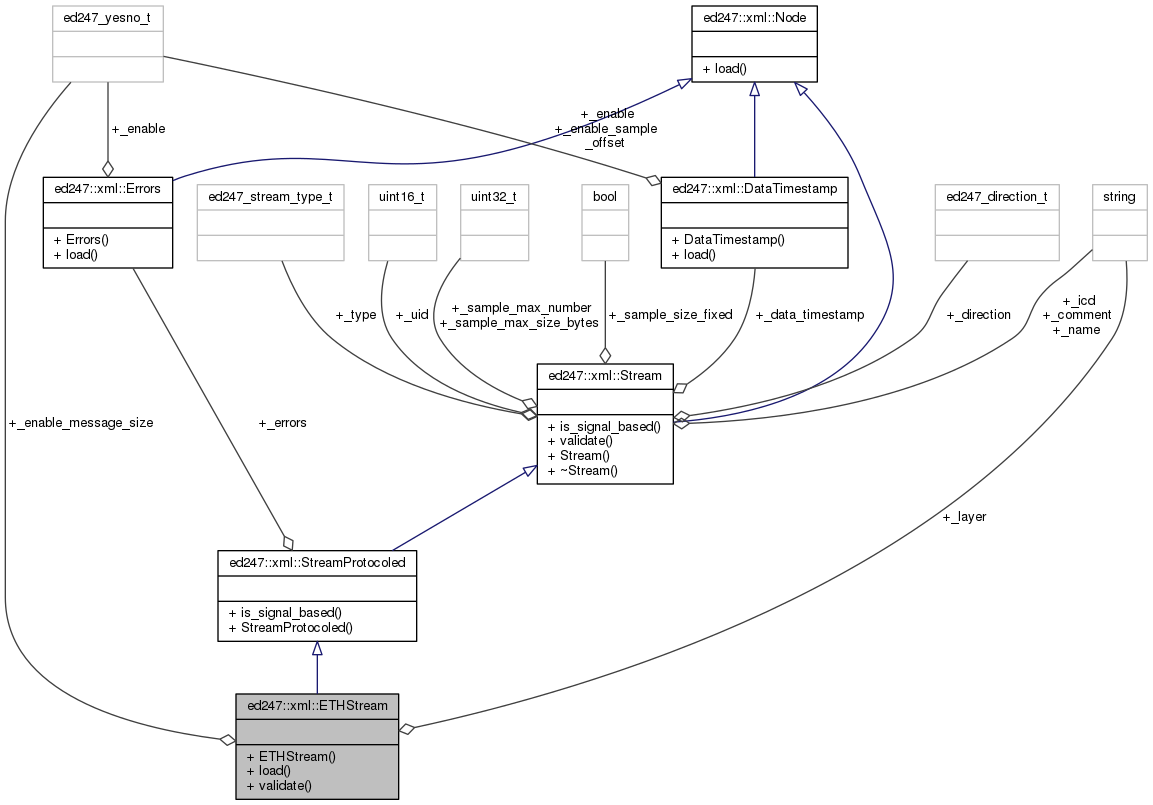 ed247_yesno_t
ed247::xml::Node
+ load()
+_enable
+_enable
+_enable_sample
_offset
ed247::xml::Errors
+ Errors()
+ load()
ed247_stream_type_t
uint16_t
uint32_t
bool
ed247::xml::DataTimestamp
+ DataTimestamp()
+ load()
ed247_direction_t
string
+_type
+_uid
+_sample_max_number
+_sample_max_size_bytes
+_sample_size_fixed
+_data_timestamp
+_direction
+_icd
+_comment
+_name
ed247::xml::Stream
+ is_signal_based()
+ validate()
+ Stream()
+ ~Stream()
+_enable_message_size
+_errors
+_layer
ed247::xml::StreamProtocoled
+ is_signal_based()
+ StreamProtocoled()
ed247::xml::ETHStream
+ ETHStream()
+ load()
+ validate()